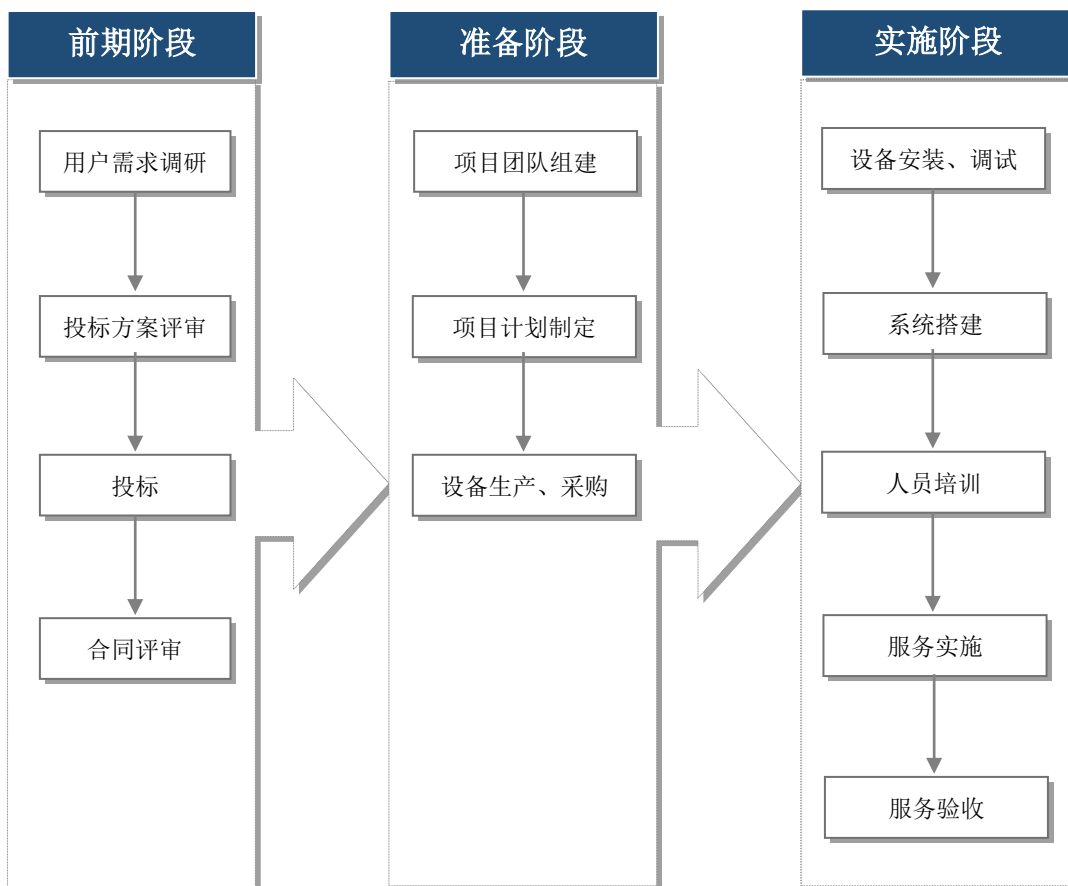 前期阶段
用户需求调研
投标方案评审
投标
合同评审
准备阶段
项目团队组建
项目计划制定
设备生产、采购
实施阶段
设备安装、调试
系统搭建
人员培训
服务实施
服务验收